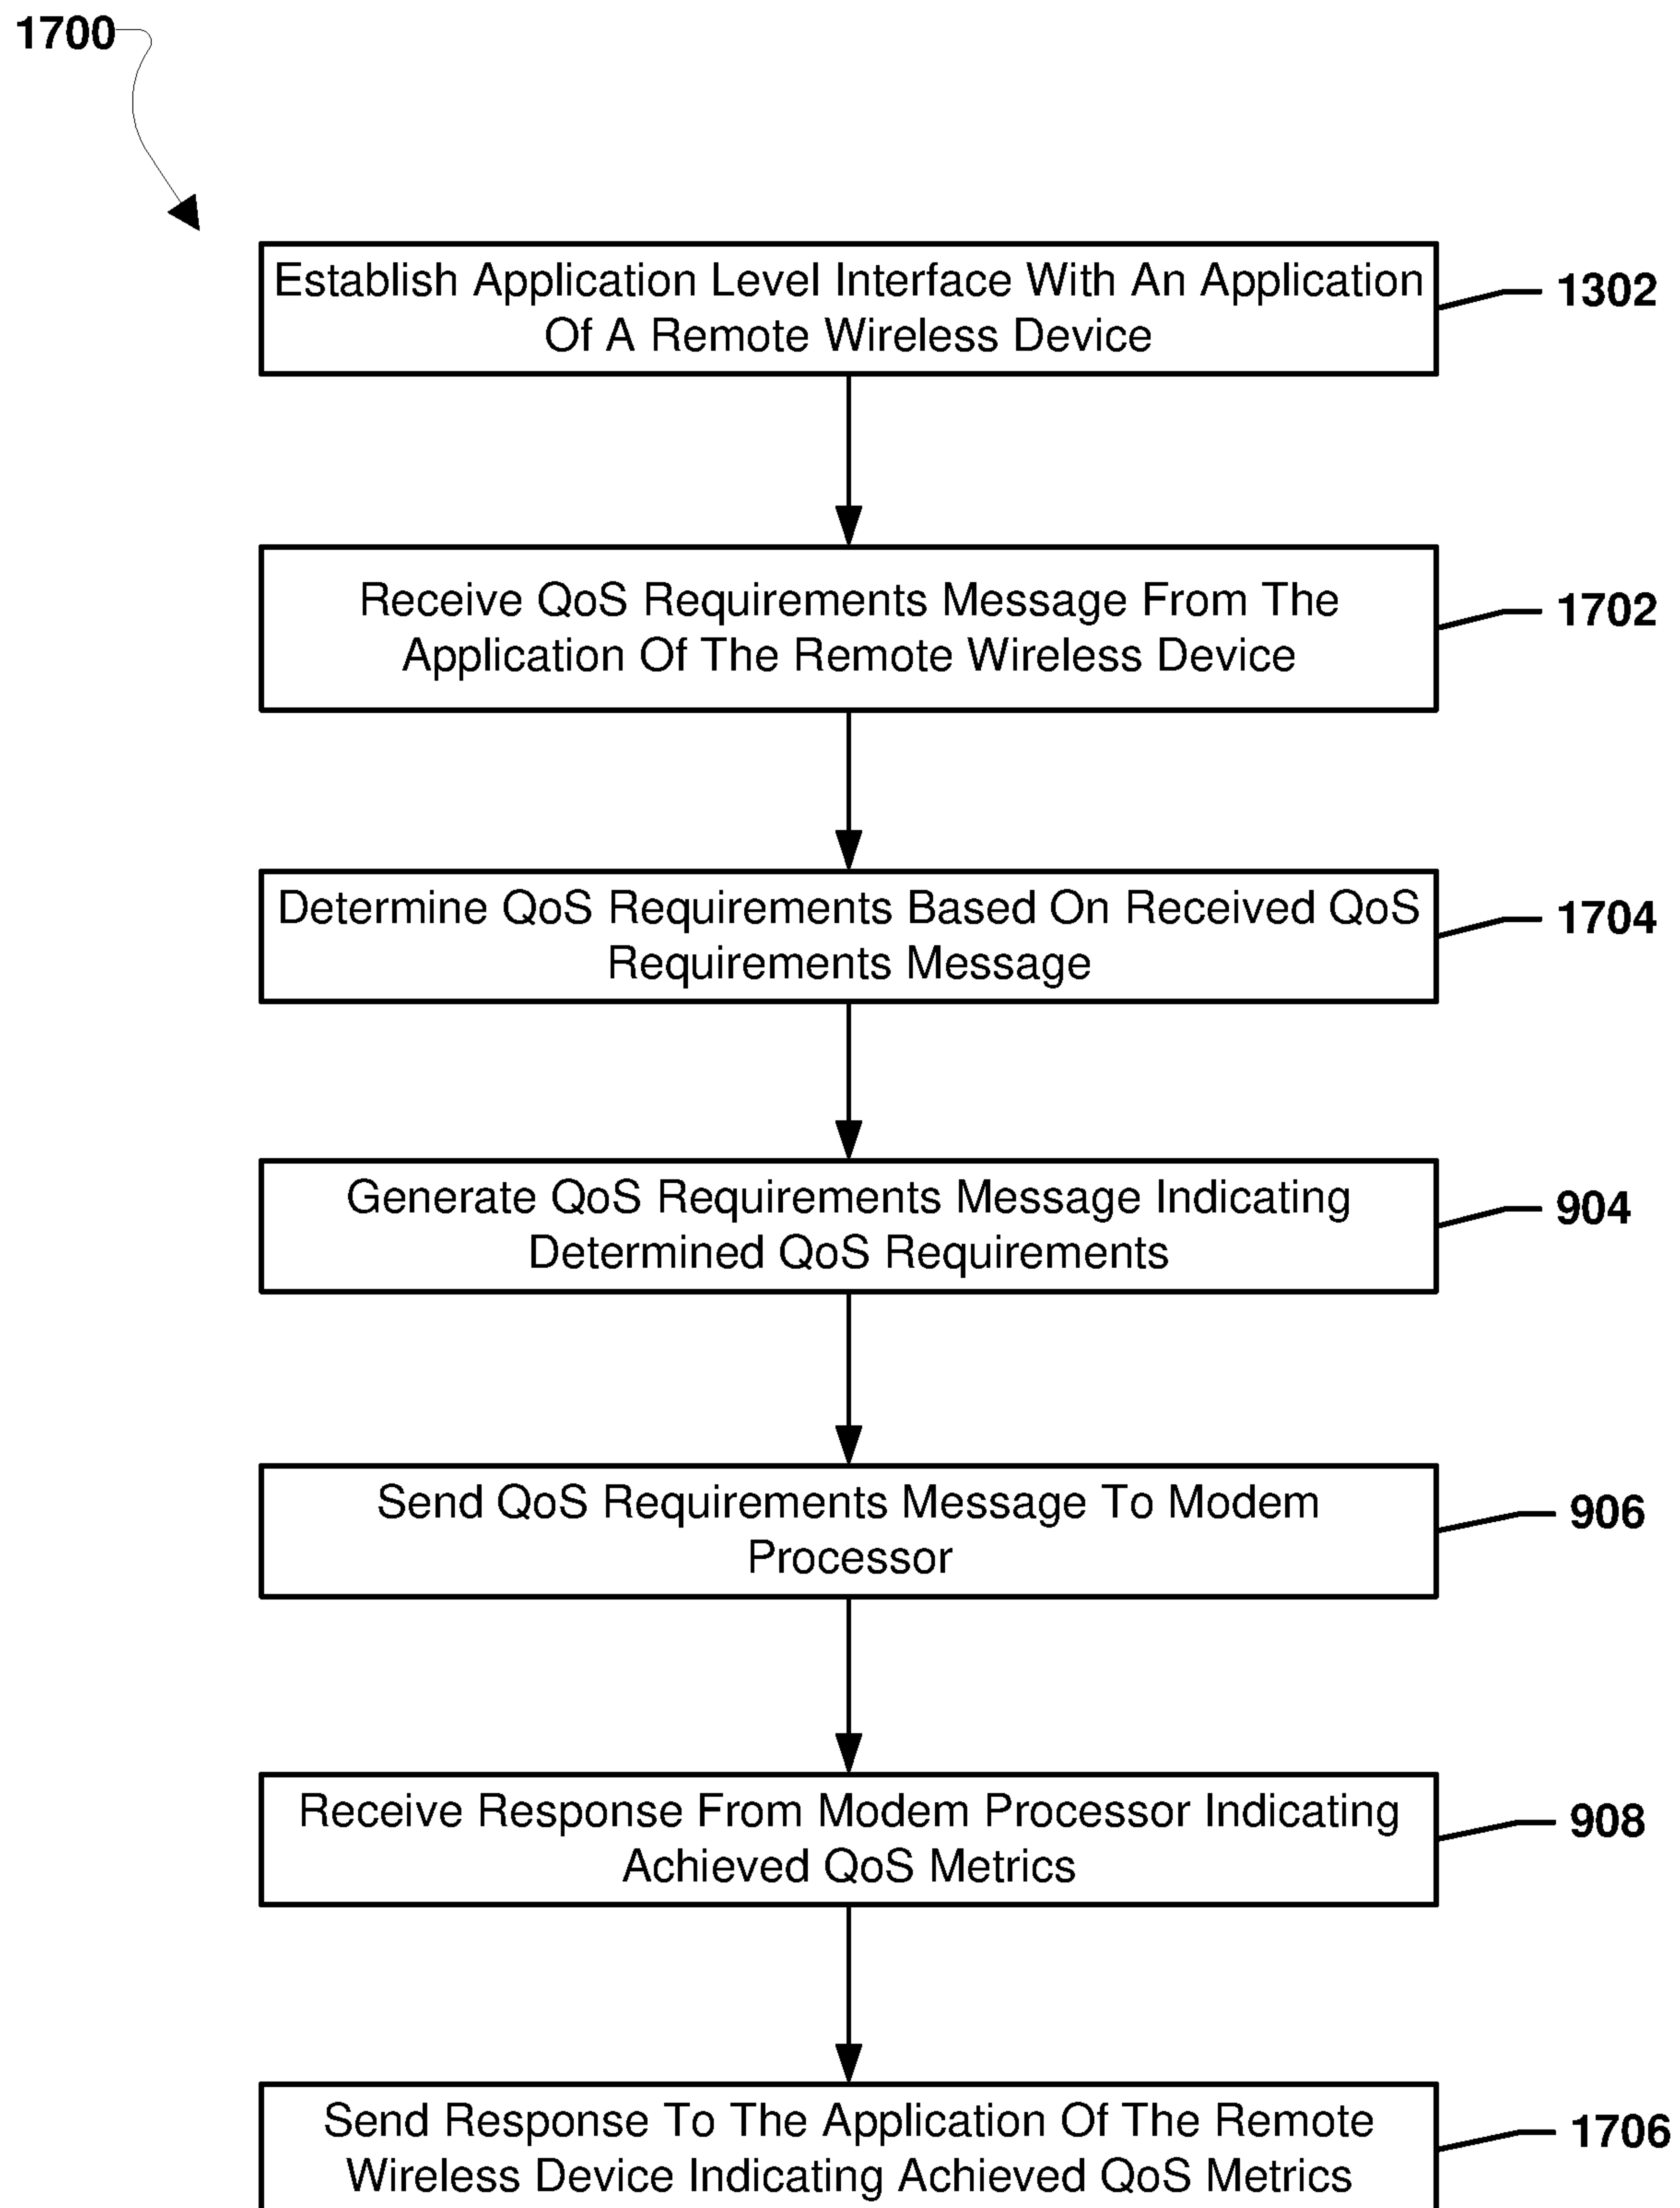 1700
Establish Application Level Interface With An Application
Of A Remote Wireless Device
1302
Receive QoS Requirements Message From The
Application Of The Remote Wireless Device
1702
Determine QoS Requirements Based On Received QoS
Requirements Message
1704
Generate QoS Requirements Message Indicating
Determined QoS Requirements
904
Send QoS Requirements Message To Modem
Processor
906
Receive Response From Modem Processor Indicating
Achieved QoS Metrics
908
Send Response To The Application Of The Remote
Wireless Device Indicating Achieved QoS Metrics
1706